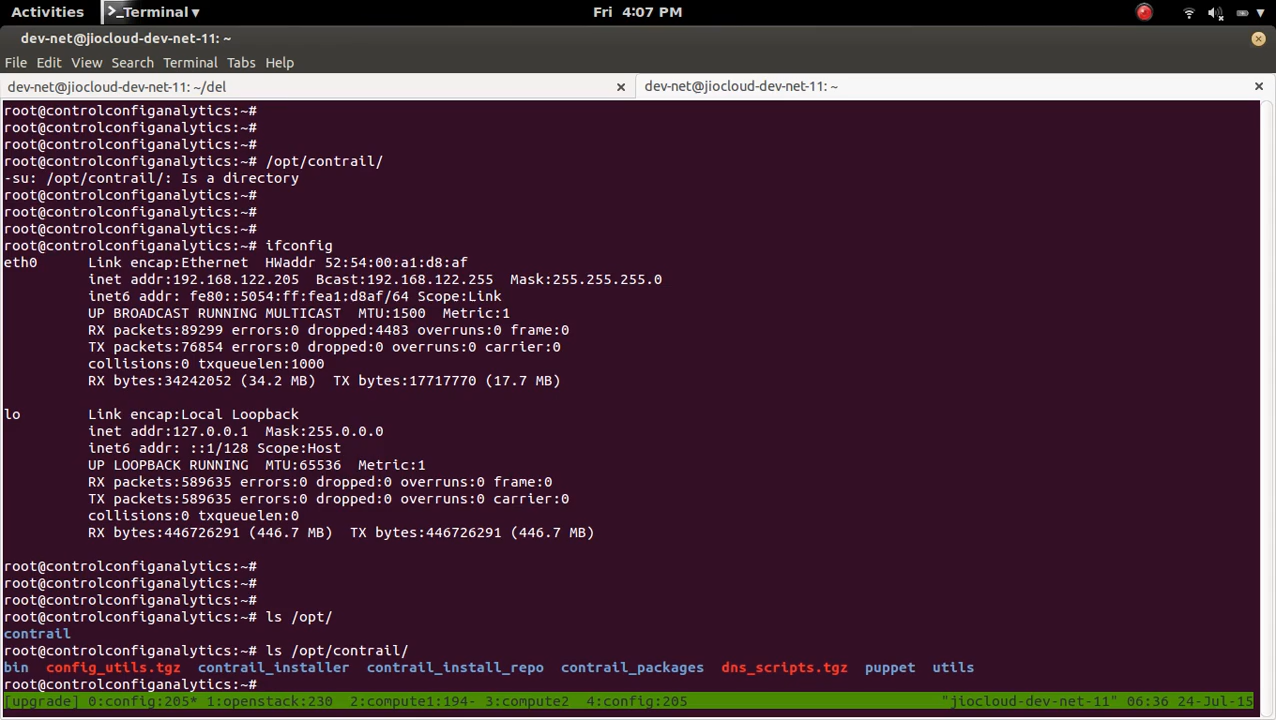 Activities >_Terminal ▾ Fri 4:07 PM
dev-net@jiocloud-dev-net-11: ~
File Edit View Search Terminal Tabs Help
dev-net@jiocloud-dev-net-11: ~/del × dev-net@jiocloud-dev-net-11: ~ ×
root@controlconfiganalytics:~#
root@controlconfiganalytics:~#
root@controlconfiganalytics:~#
root@controlconfiganalytics:~# /opt/contrail/
-su: /opt/contrail/: Is a directory
root@controlconfiganalytics:~#
root@controlconfiganalytics:~#
root@controlconfiganalytics:~#
root@controlconfiganalytics:~# ifconfig
eth0      Link encap:Ethernet  HWaddr 52:54:00:a1:d8:af
          inet addr:192.168.122.205  Bcast:192.168.122.255  Mask:255.255.255.0
          inet6 addr: fe80::5054:ff:fea1:d8af/64 Scope:Link
          UP BROADCAST RUNNING MULTICAST  MTU:1500  Metric:1
          RX packets:89299 errors:0 dropped:4483 overruns:0 frame:0
          TX packets:76854 errors:0 dropped:0 overruns:0 carrier:0
          collisions:0 txqueuelen:1000
          RX bytes:34242052 (34.2 MB)  TX bytes:17717770 (17.7 MB)
lo        Link encap:Local Loopback
          inet addr:127.0.0.1  Mask:255.0.0.0
          inet6 addr: ::1/128 Scope:Host
          UP LOOPBACK RUNNING  MTU:65536  Metric:1
          RX packets:589635 errors:0 dropped:0 overruns:0 frame:0
          TX packets:589635 errors:0 dropped:0 overruns:0 carrier:0
          collisions:0 txqueuelen:0
          RX bytes:446726291 (446.7 MB)  TX bytes:446726291 (446.7 MB)
root@controlconfiganalytics:~#
root@controlconfiganalytics:~#
root@controlconfiganalytics:~#
root@controlconfiganalytics:~# ls /opt/
contrail
root@controlconfiganalytics:~# ls /opt/contrail/
bin  config_utils.tgz  contrail_installer  contrail_install_repo  contrail_packages  dns_scripts.tgz  puppet  utils
root@controlconfiganalytics:~#
[upgrade] 0:config:205* 1:openstack:230  2:compute1:194- 3:compute2  4:config:205 "jiocloud-dev-net-11" 06:36 24-Jul-15